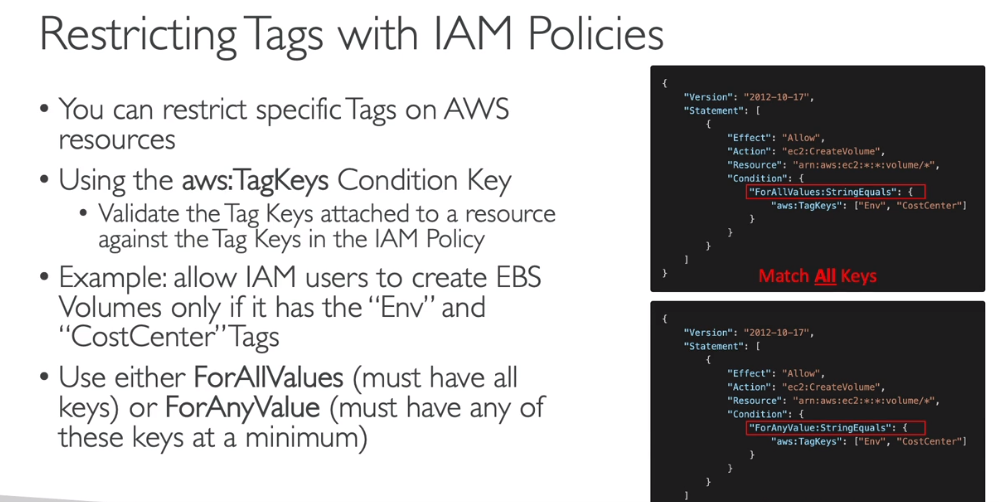 Restricting Tags with IAM Policies
• You can restrict specific Tags on AWS
resources
• Using the aws:TagKeys Condition Key
• Validate the Tag Keys attached to a resource
against the Tag Keys in the IAM Policy
• Example: allow IAM users to create EBS
Volumes only if it has the “Env” and
“CostCenter” Tags
• Use either ForAllValues (must have all
keys) or ForAnyValue (must have any of
these keys at a minimum)
{
"Version": "2012-10-17",
"Statement": [
{
"Effect": "Allow",
"Action": "ec2:CreateVolume",
"Resource": "arn:aws:ec2:*:*:volume/*",
"Condition": {
"ForAllValues:StringEquals": {
"aws:TagKeys": ["Env", "CostCenter"]
}
}
}
]
}
Match All Keys
{
"Version": "2012-10-17",
"Statement": [
{
"Effect": "Allow",
"Action": "ec2:CreateVolume",
"Resource": "arn:aws:ec2:*:*:volume/*",
"Condition": {
"ForAnyValue:StringEquals": {
"aws:TagKeys": ["Env", "CostCenter"]
}
}
}
]